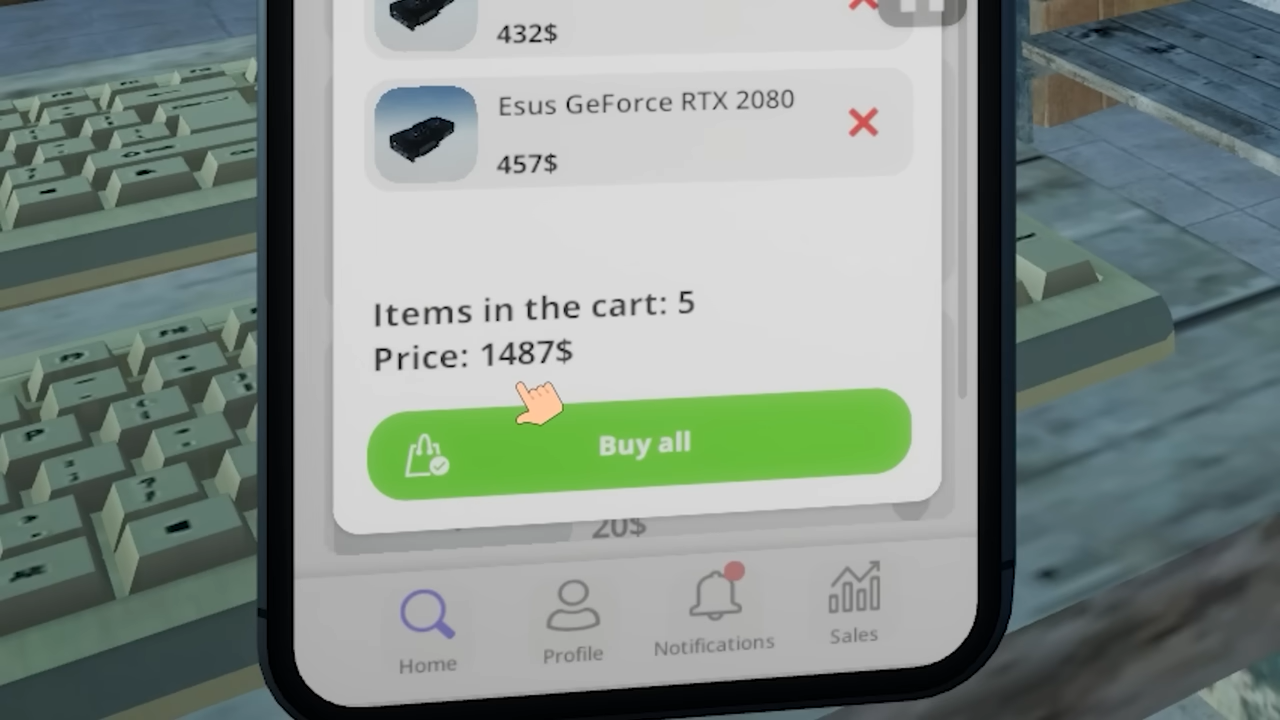 432$
Esus GeForce RTX 2080
457$
Items in the cart: 5
Price: 1487$
Buy all
20$
Home
Profile
Notifications
Sales